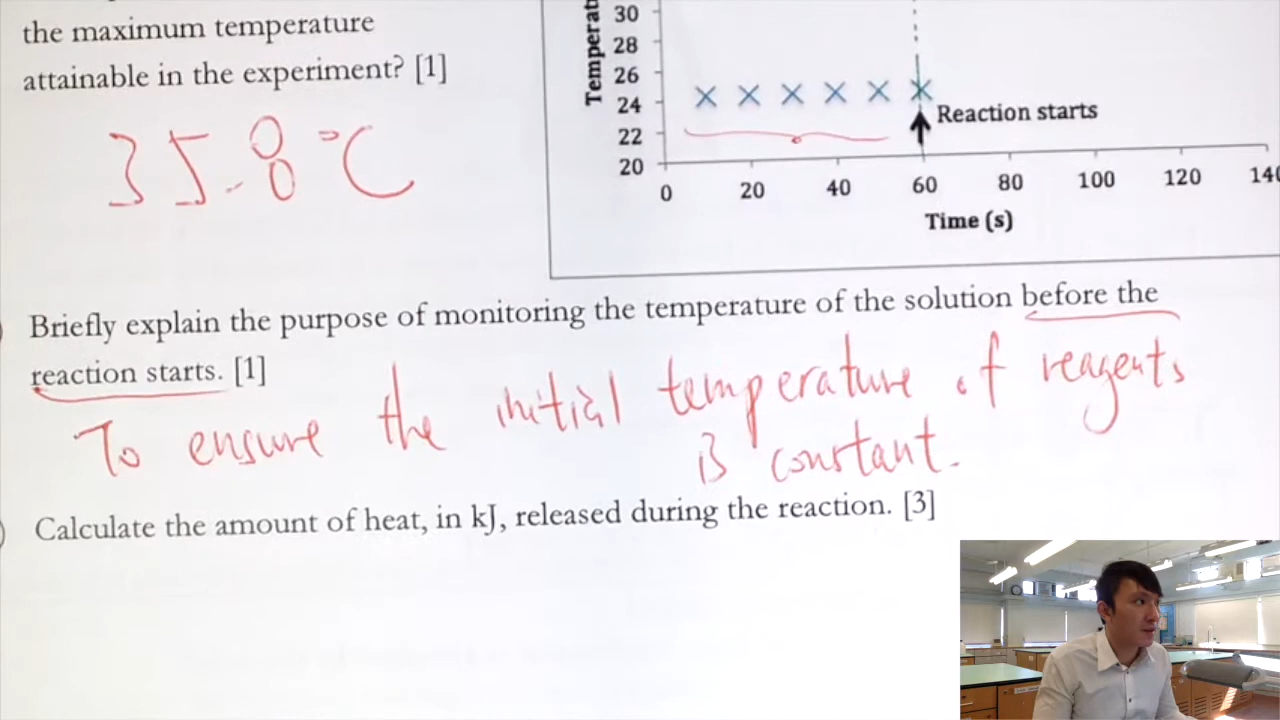 the maximum temperature
attainable in the experiment? [1]
35.8 °C
30
28
26
24
22
20
0 20 40 60 80 100 120
Reaction starts
Time (s)
Briefly explain the purpose of monitoring the temperature of the solution before the
reaction starts. [1]
To ensure the initial temperature of reagents
is constant.
Calculate the amount of heat, in kJ, released during the reaction. [3]